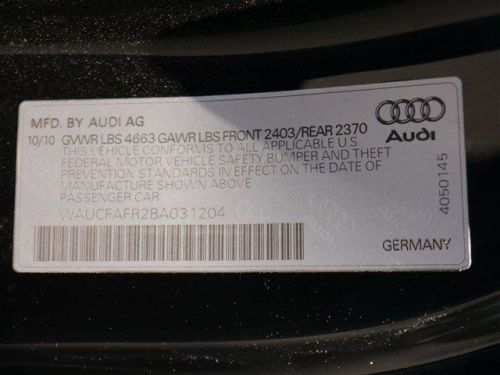 MFD. BY AUDI AG
10/10 GVWR LBS 4663 GAWR LBS FRONT 2403/REAR 2370
THIS VEHICLE CONFORMS TO ALL APPLICABLE U S
FEDERAL MOTOR VEHICLE SAFETY BUMPER AND THEFT
PREVENTION STANDARDS IN EFFECT ON THE DATE OF
MANUFACTURE SHOWN ABOVE
PASSENGER CAR
WAUCFAFR2BA031204
Audi
4050145
GERMANY